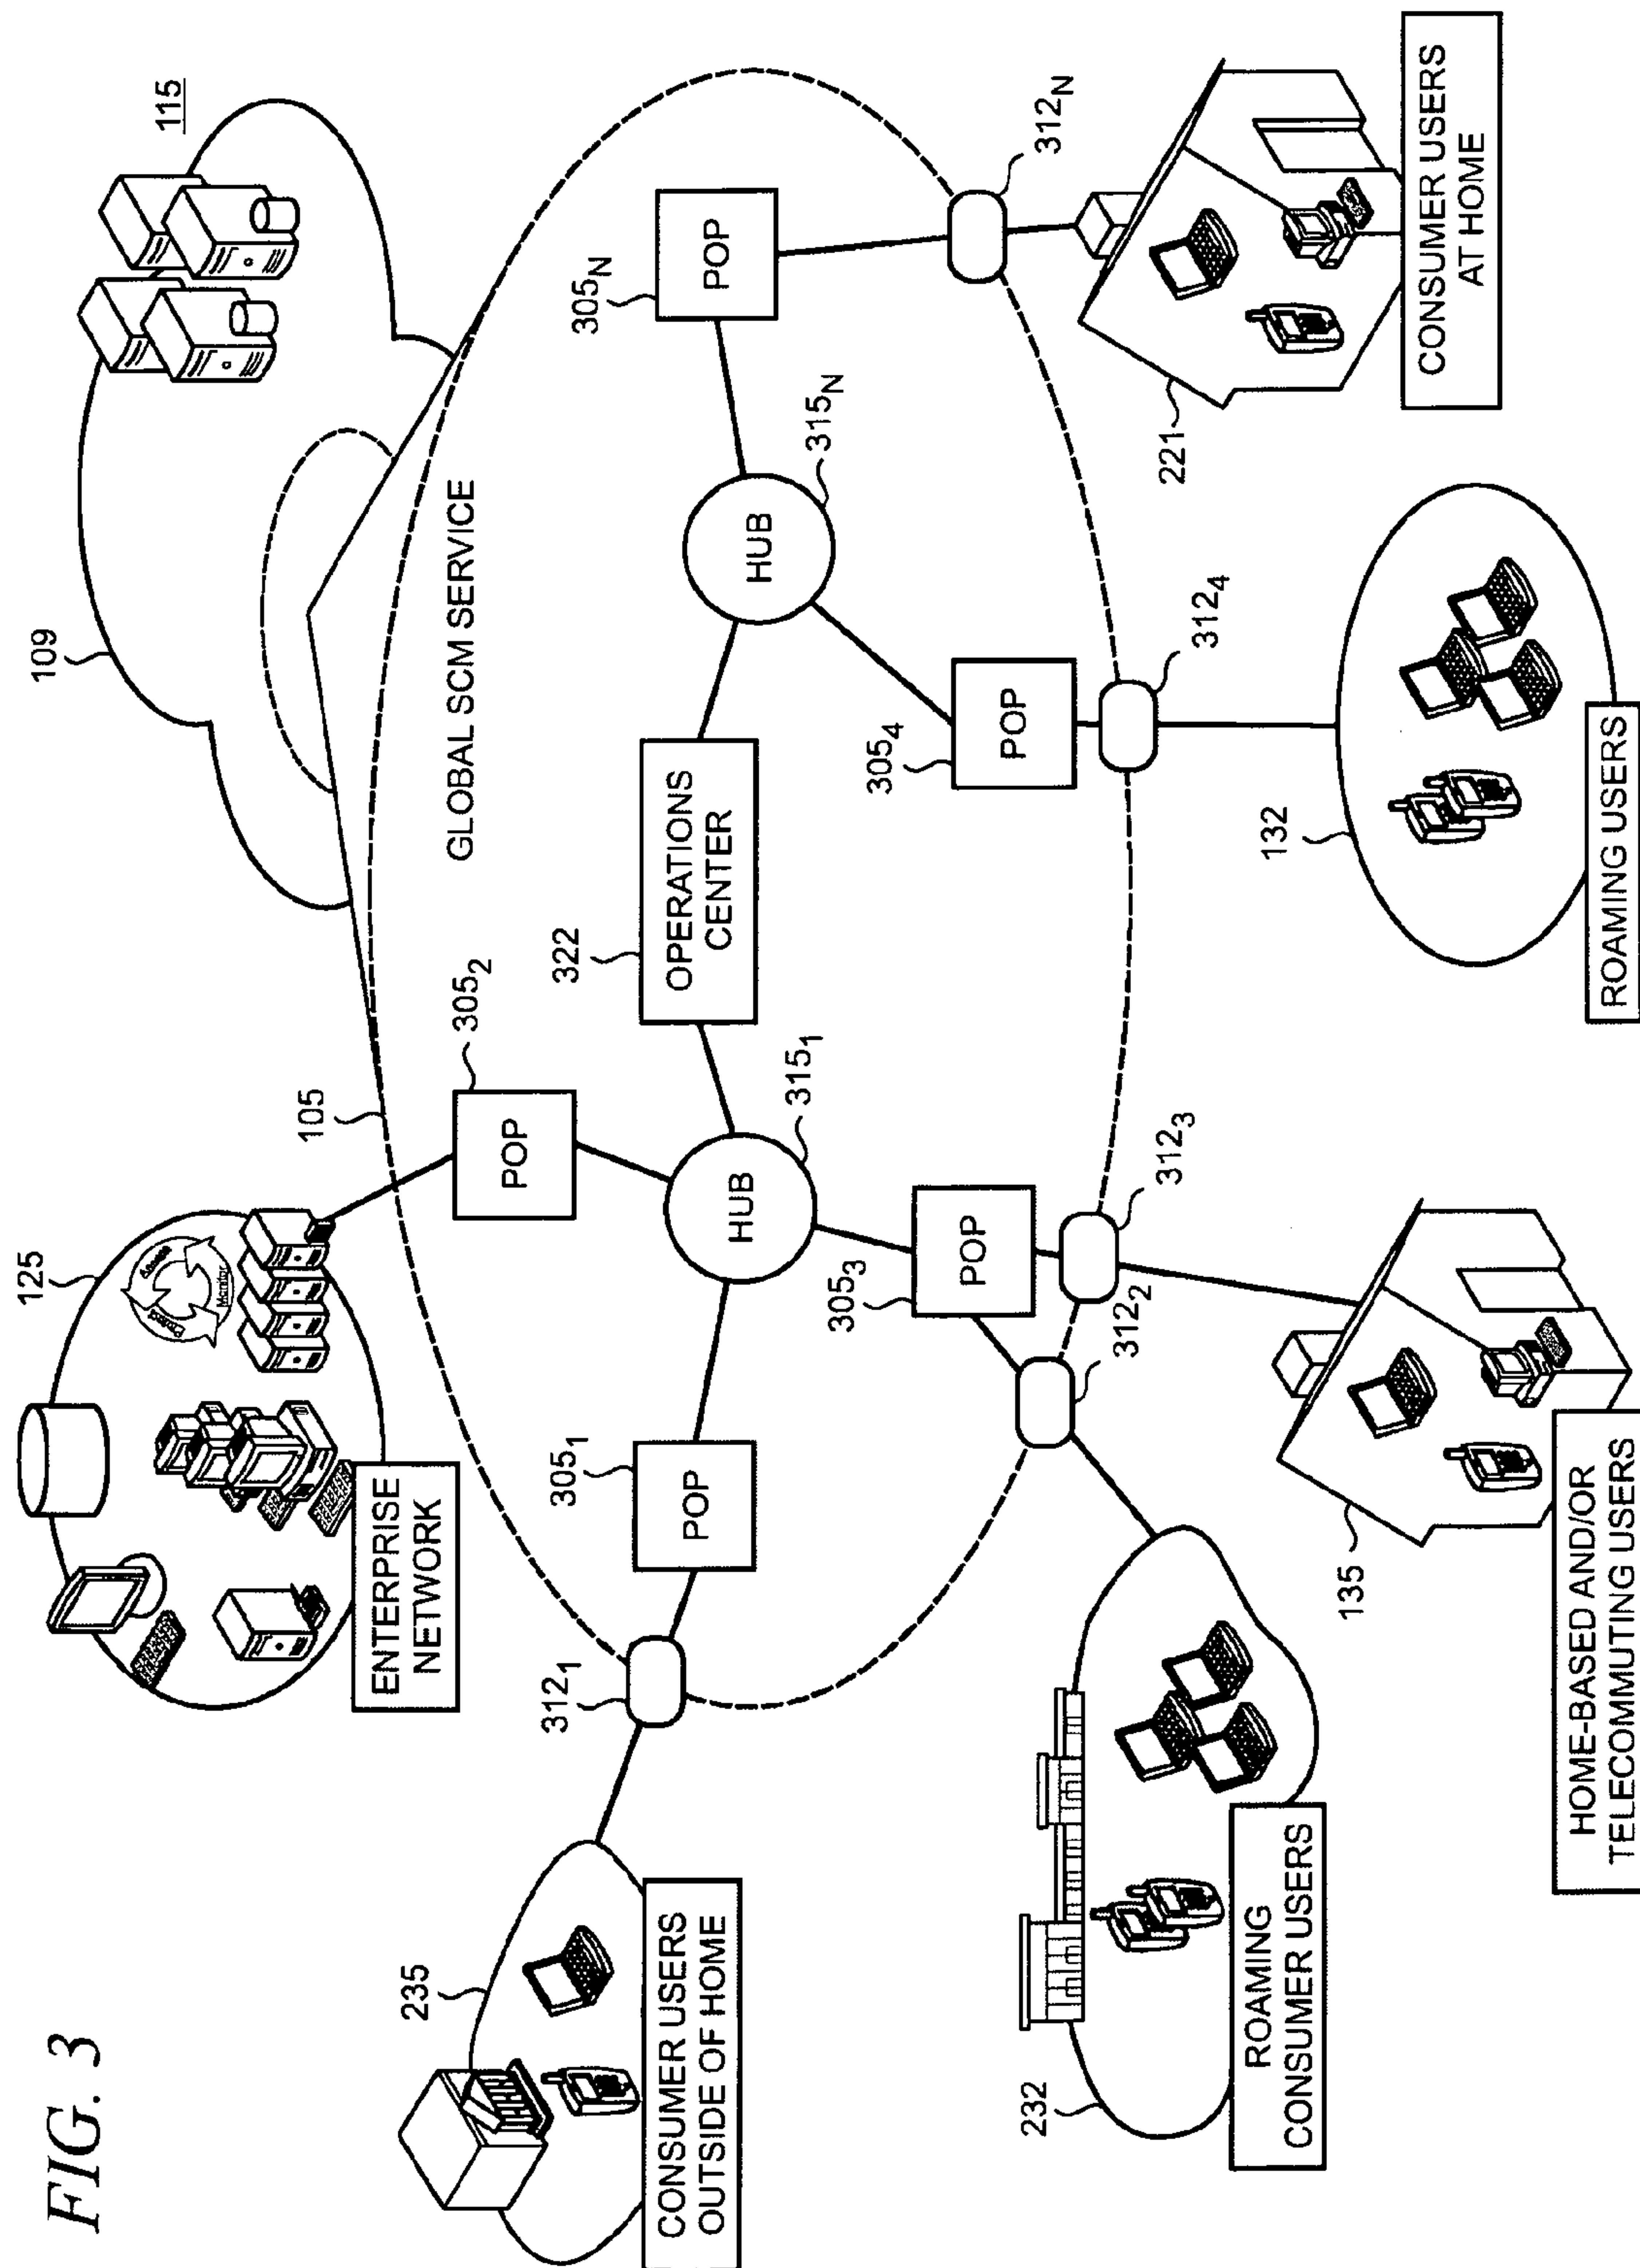 FIG. 3
125
ENTERPRISE
NETWORK
Assess
Monitor
Protect
109
115
105
GLOBAL SCM SERVICE
235
CONSUMER USERS
OUTSIDE OF HOME
312₁
305₁
POP
305₂
POP
HUB
315₁
322
OPERATIONS
CENTER
HUB
315N
305N
POP
305₃
POP
305₄
POP
312₂
312₃
312₄
312N
232
ROAMING
CONSUMER USERS
135
HOME-BASED AND/OR
TELECOMMUTING USERS
132
ROAMING USERS
221
CONSUMER USERS
AT HOME